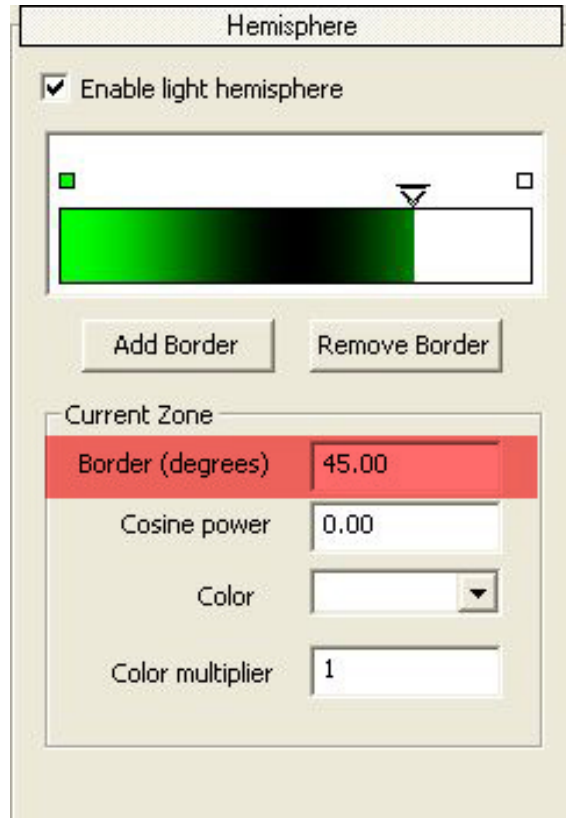 Hemisphere
Enable light hemisphere
Add Border Remove Border
Current Zone
Border (degrees) 45.00
Cosine power 0.00
Color
Color multiplier 1